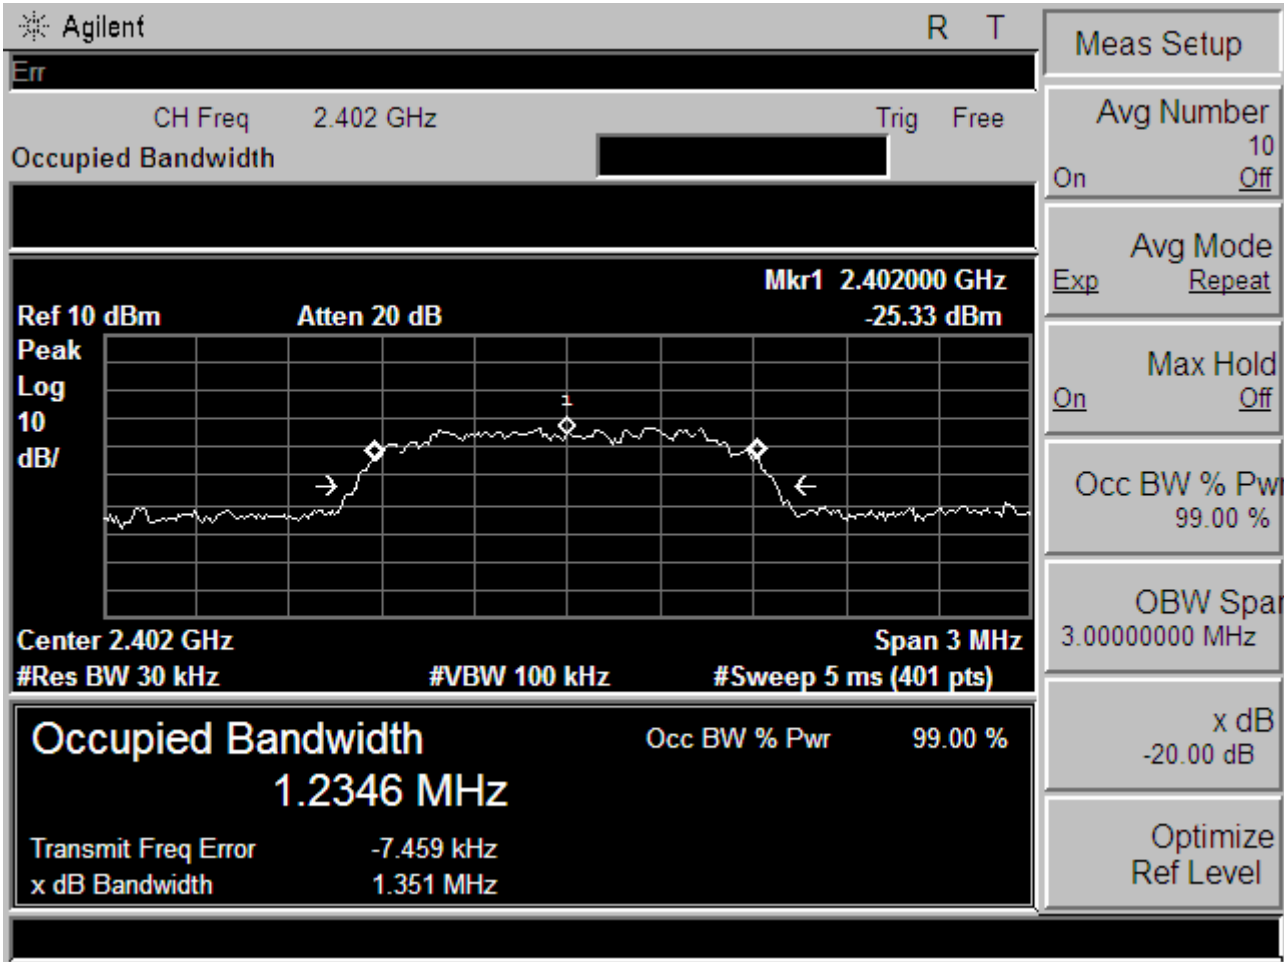 Agilent R T
Err
CH Freq 2.402 GHz Trig Free
Occupied Bandwidth
Mkr1 2.402000 GHz
Ref 10 dBm Atten 20 dB -25.33 dBm
Peak
Log
10
dB/
1
Center 2.402 GHz Span 3 MHz
#Res BW 30 kHz #VBW 100 kHz #Sweep 5 ms (401 pts)
Occupied Bandwidth Occ BW % Pwr 99.00 %
1.2346 MHz
Transmit Freq Error -7.459 kHz
x dB Bandwidth 1.351 MHz
Meas Setup
Avg Number
10
On Off
Avg Mode
Exp Repeat
Max Hold
On Off
Occ BW % Pwr
99.00 %
OBW Span
3.00000000 MHz
x dB
-20.00 dB
Optimize
Ref Level